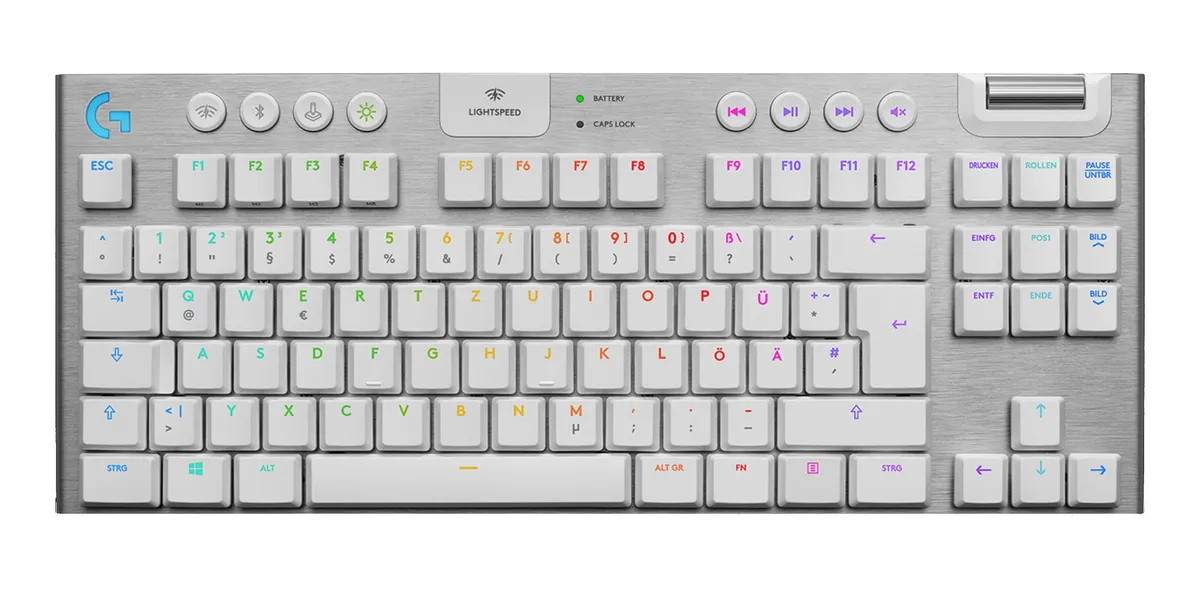 LIGHTSPEED
BATTERY
CAPS LOCK
ESC F1 F2 F3 F4 F5 F6 F7 F8 F9 F10 F11 F12 DRUCKEN ROLLEN PAUSE
UNTBR
^ 1 2 ² 3 ³ 4 5 6 7 { 8 [ 9 ] 0 } ß \ ´ ← EINFG POS1 BILD
° ! " § $ % & / ( ) = ? `
Q W E R T Z U I O P Ü + ~ ENTF ENDE BILD
@ € *
A S D F G H J K L Ö Ä #
'
< | Y X C V B N M , . -
> µ ; : _
STRG ALT ALT GR FN STRG